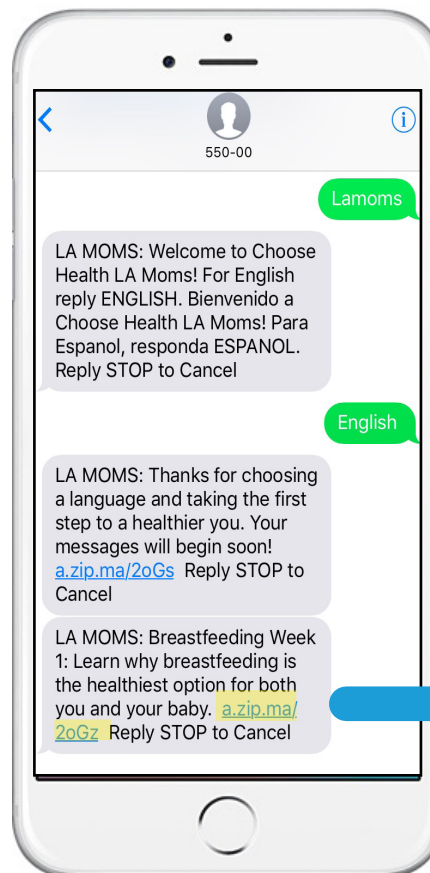 550-00
Lamoms
LA MOMS: Welcome to Choose
Health LA Moms! For English
reply ENGLISH. Bienvenido a
Choose Health LA Moms! Para
Espanol, responda ESPANOL.
Reply STOP to Cancel
English
LA MOMS: Thanks for choosing
a language and taking the first
step to a healthier you. Your
messages will begin soon!
a.zip.ma/2oGs Reply STOP to
Cancel
LA MOMS: Breastfeeding Week
1: Learn why breastfeeding is
the healthiest option for both
you and your baby. a.zip.ma/
2oGz Reply STOP to Cancel